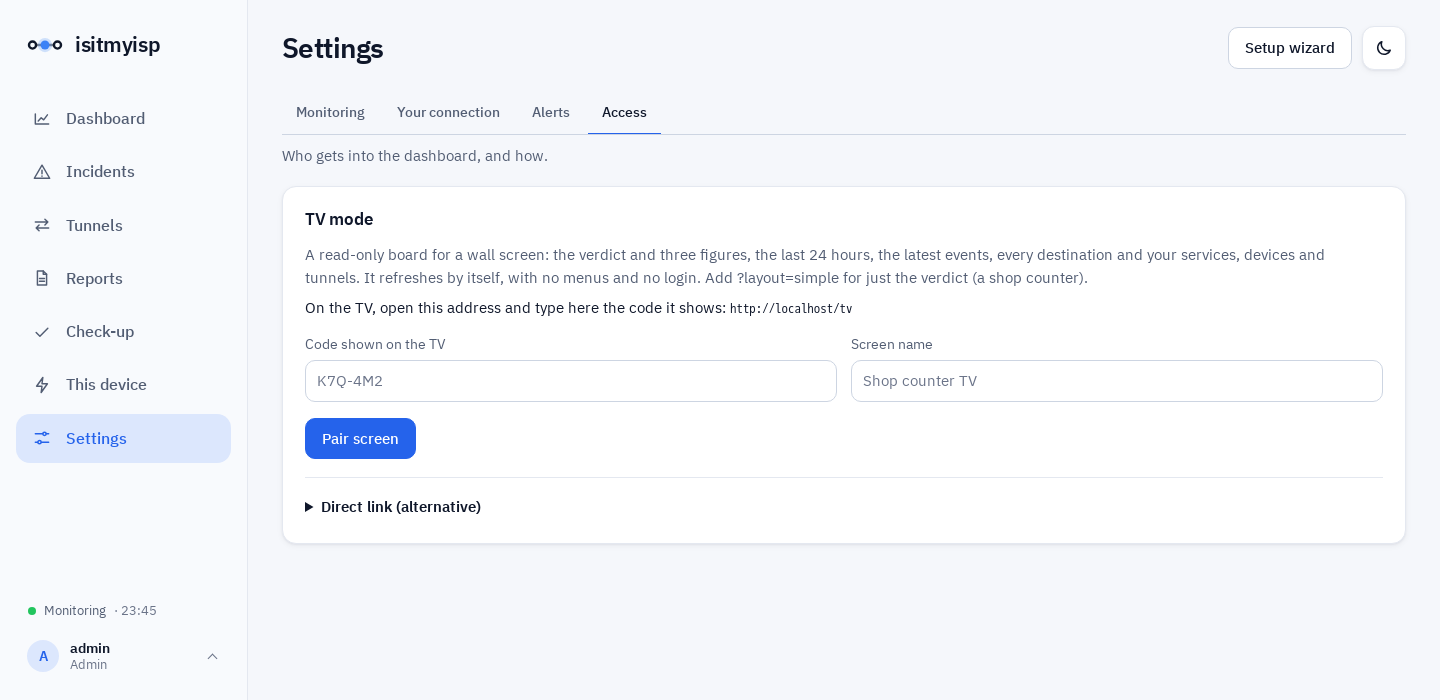 isitmyisp
Dashboard
Incidents
Tunnels
Reports
Check-up
This device
Settings
Monitoring · 23:45
A
admin
Admin
Settings
Setup wizard
Monitoring
Your connection
Alerts
Access
Who gets into the dashboard, and how.
TV mode
A read-only board for a wall screen: the verdict and three figures, the last 24 hours, the latest events, every destination and your services, devices and
tunnels. It refreshes by itself, with no menus and no login. Add ?layout=simple for just the verdict (a shop counter).
On the TV, open this address and type here the code it shows: http://localhost/tv
Code shown on the TV
K7Q-4M2
Screen name
Shop counter TV
Pair screen
Direct link (alternative)